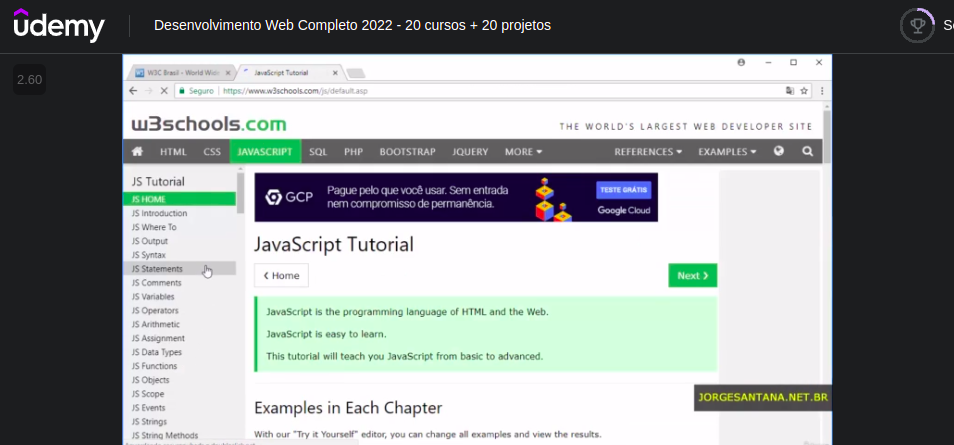 ûdemy
Desenvolvimento Web Completo 2022 - 20 cursos + 20 projetos
2.60
W3C Brasil - World Wide
JavaScript Tutorial
Seguro
https://www.w3schools.com/js/default.asp
w3schools.com
THE WORLD'S LARGEST WEB DEVELOPER SITE
HTML CSS JAVASCRIPT SQL PHP BOOTSTRAP JQUERY MORE REFERENCES EXAMPLES
JS Tutorial
JS HOME
JS Introduction
JS Where To
JS Output
JS Syntax
JS Statements
JS Comments
JS Variables
JS Operators
JS Arithmetic
JS Assignment
JS Data Types
JS Functions
JS Objects
JS Scope
JS Events
JS Strings
JS String Methods
GCP
Pague pelo que você usar. Sem entrada
nem compromisso de permanência.
TESTE GRÁTIS
Google Cloud
JavaScript Tutorial
❮ Home
Next ❯
JavaScript is the programming language of HTML and the Web.
JavaScript is easy to learn.
This tutorial will teach you JavaScript from basic to advanced.
Examples in Each Chapter
With our "Try it Yourself" editor, you can change all examples and view the results.
JORGESANTANA.NET.BR